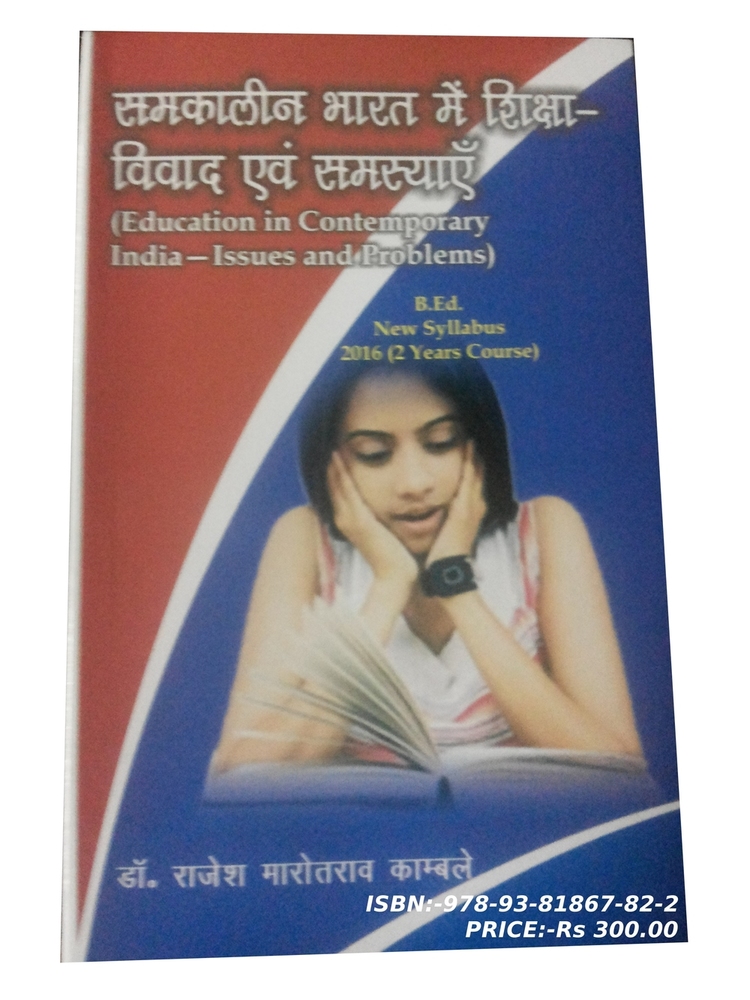 समकालीन भारत में शिक्षा–
विवाद एवं समस्याएँ
(Education in Contemporary
India—Issues and Problems)
B.Ed.
New Syllabus
2016 (2 Years Course)
डॉ. राजेश मारोतराव काम्बले
ISBN:-978-93-81867-82-2
PRICE:-Rs 300.00